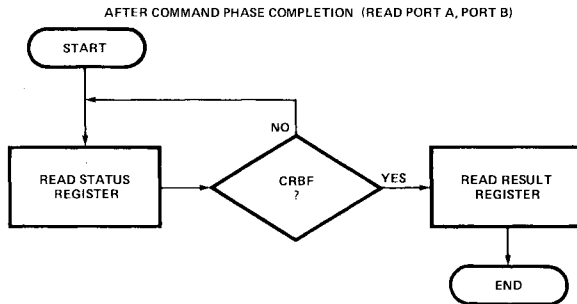 AFTER COMMAND PHASE COMPLETION (READ PORT A, PORT B)
START
NO
READ STATUS
REGISTER
CRBF
?
YES
READ RESULT
REGISTER
END